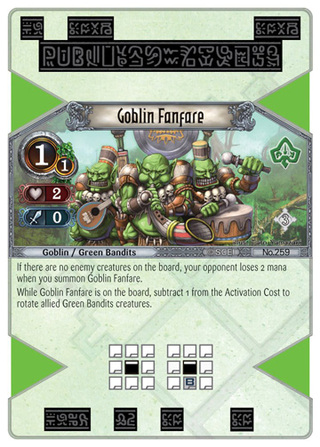 Goblin Fanfare
1
1
2
0
3
Goblin / Green Bandits
SCEI
No.259
If there are no enemy creatures on the board, your opponent loses 2 mana
when you summon Goblin Fanfare.
While Goblin Fanfare is on the board, subtract 1 from the Activation Cost to
rotate allied Green Bandits creatures.
B